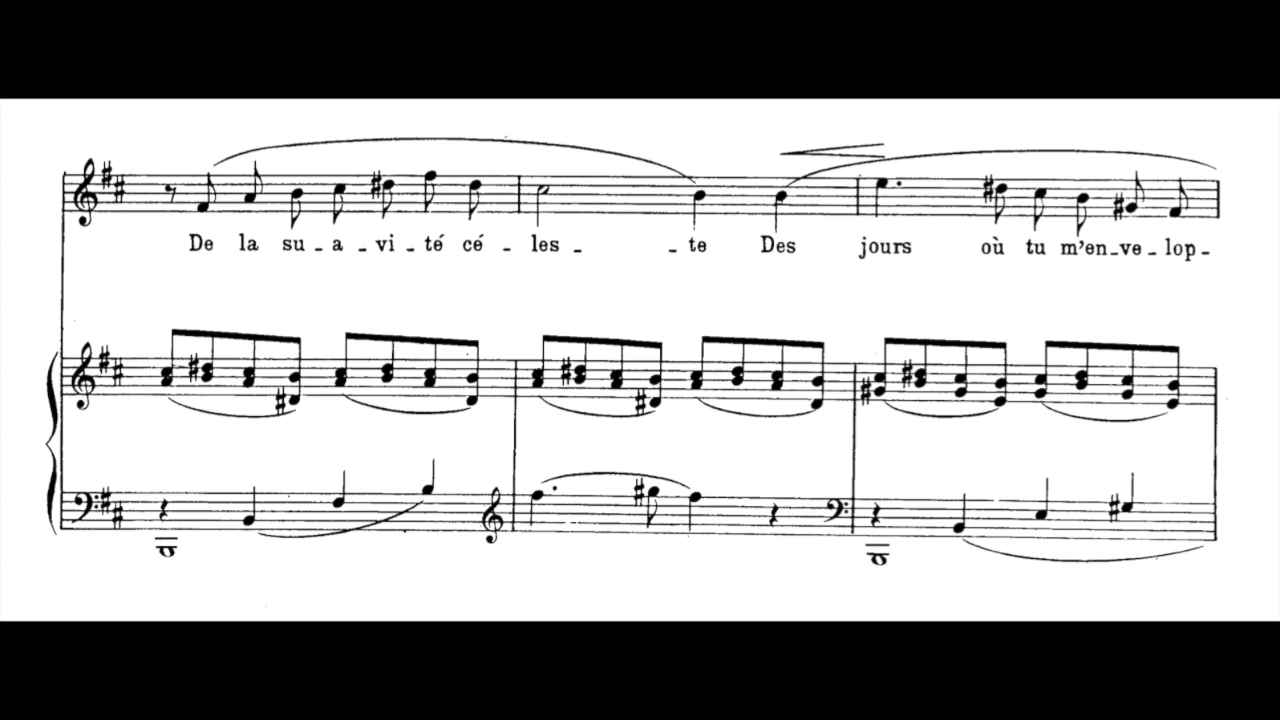 De la su_a_vi_té cé_les_ _te Des jours où tu m'en_ve_lop_